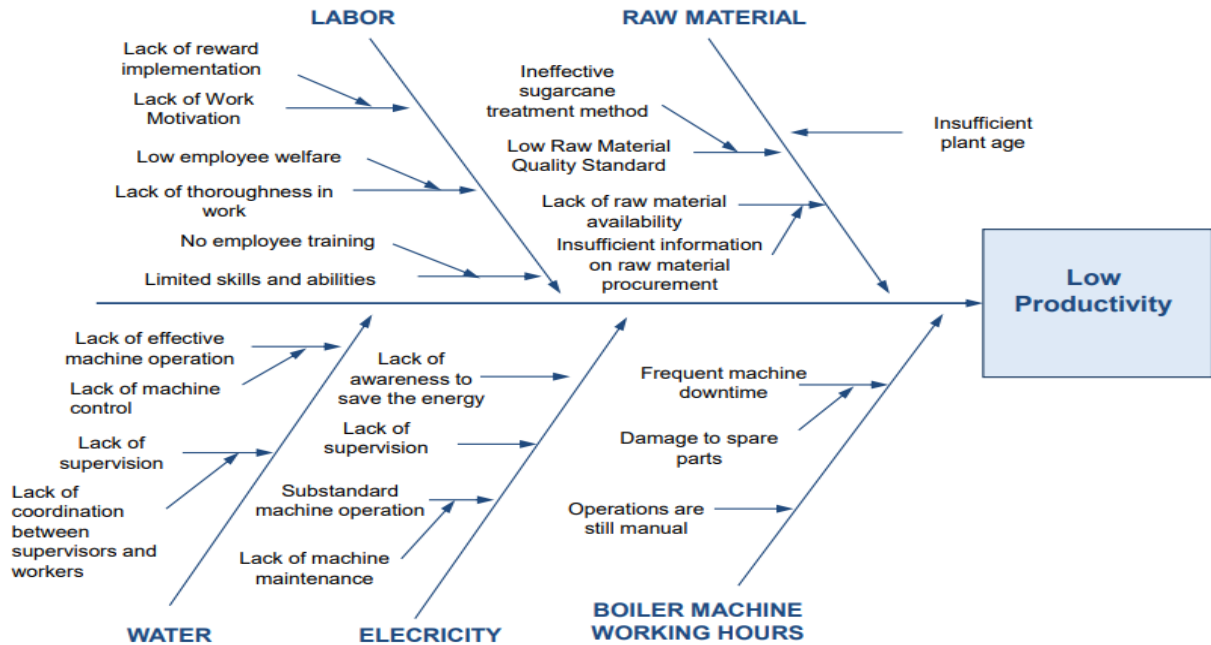 LABOR
RAW MATERIAL
Lack of reward
implementation
Lack of Work
Motivation
Low employee welfare
Lack of thoroughness in
work
No employee training
Limited skills and abilities
Ineffective
sugarcane
treatment method
Low Raw Material
Quality Standard
Lack of raw material
availability
Insufficient information
on raw material
procurement
Insufficient
plant age
Low
Productivity
Lack of effective
machine operation
Lack of machine
control
Lack of
supervision
Lack of
coordination
between
supervisors and
workers
Lack of
awareness to
save the energy
Lack of
supervision
Substandard
machine operation
Lack of machine
maintenance
Frequent machine
downtime
Damage to spare
parts
Operations are
still manual
WATER
ELECRICITY
BOILER MACHINE
WORKING HOURS